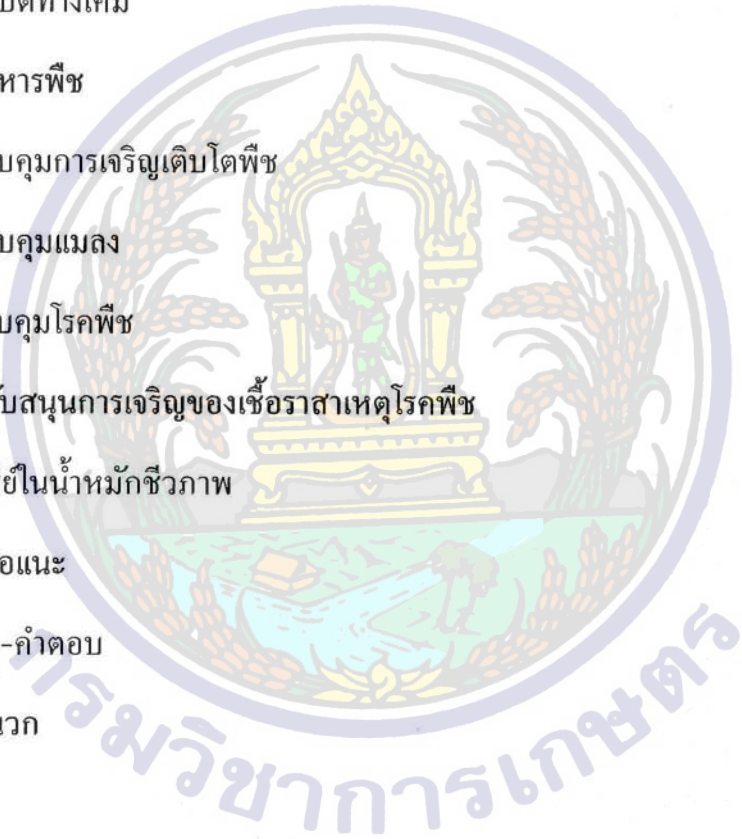 บัติทางเคมี
หารพืช
บคุมการเจริญเติบโตพืช
บคุมแมลง
บคุมโรคพืช
ับสนุนการเจริญของเชื้อราสาเหตุโรคพืช
ย์ในน้ำหมักชีวภาพ
อแนะ
-คำตอบ
นวก
กรมวิชาการเกษตร